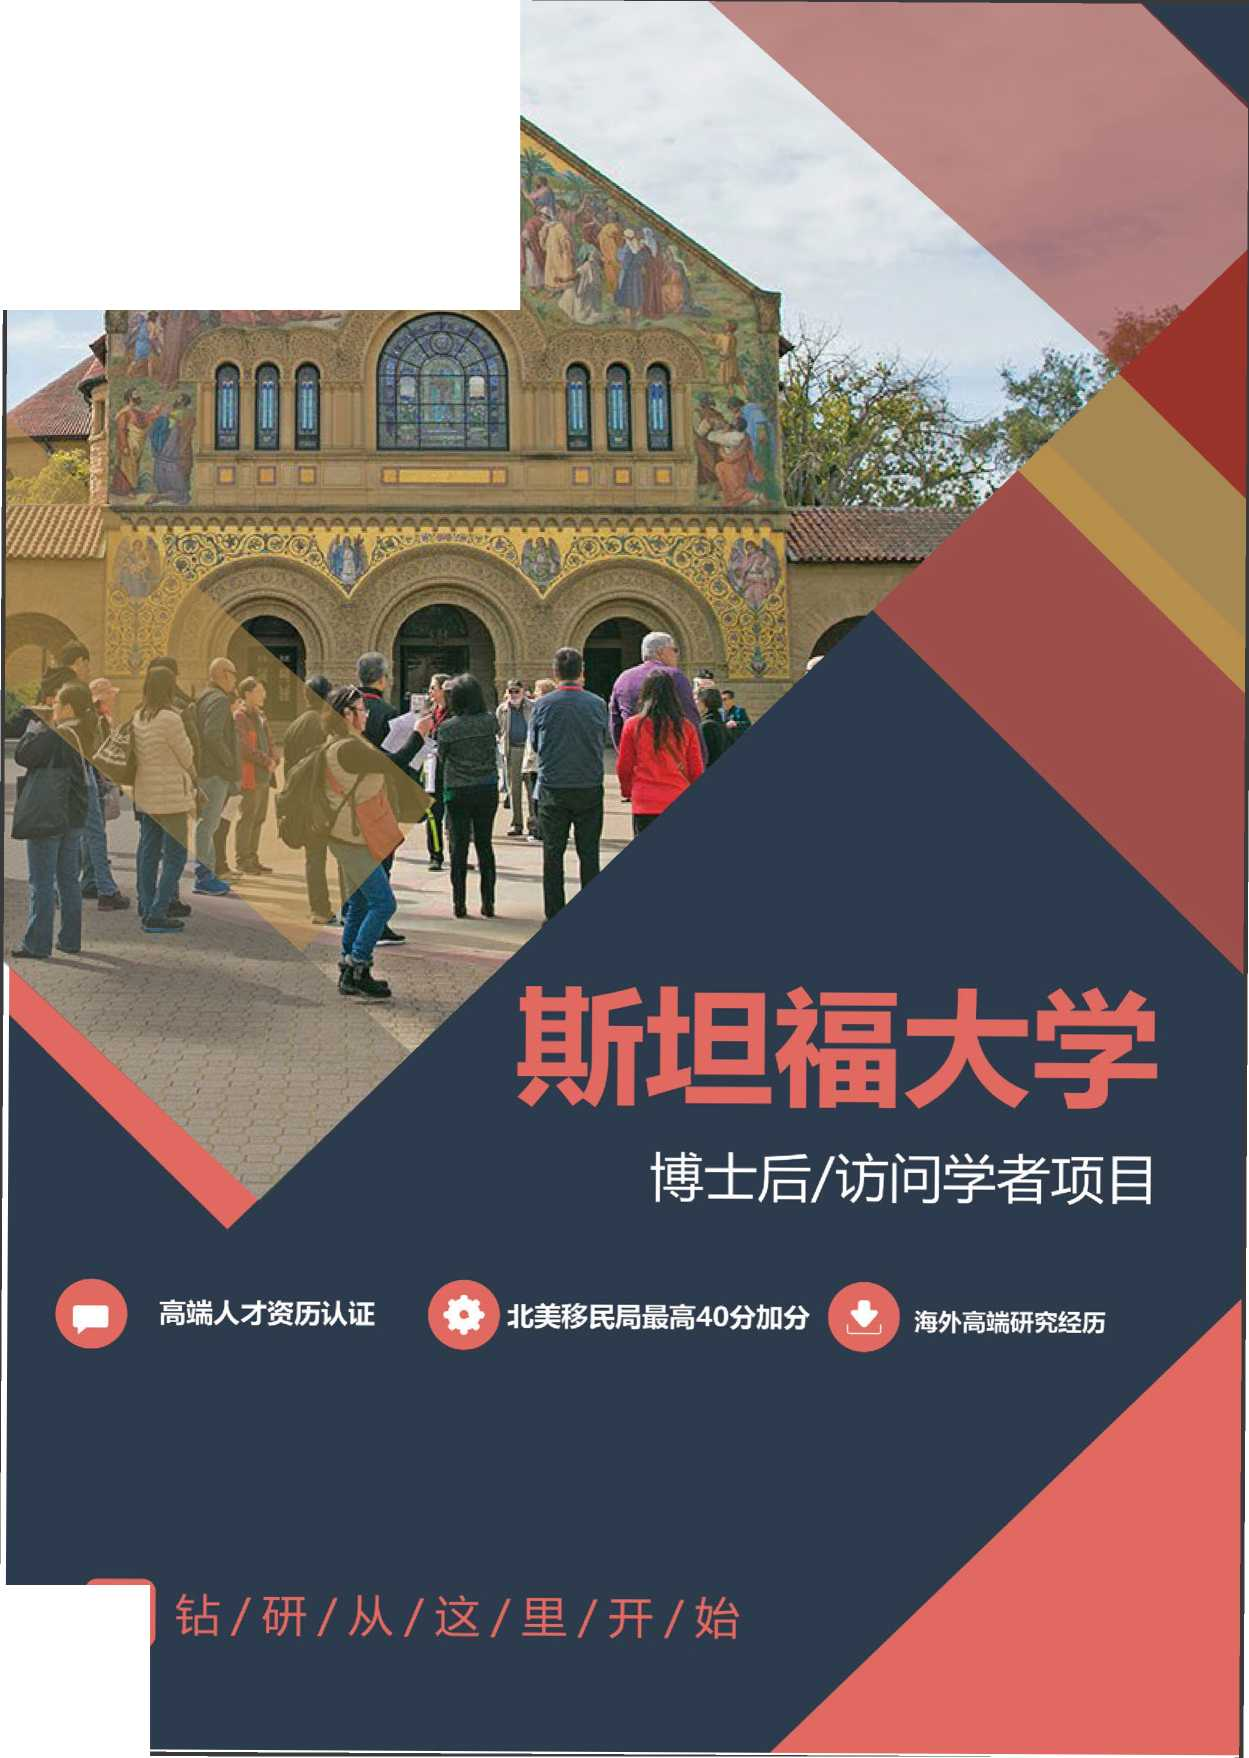 斯坦福大学
博士后/访问学者项目
高端人才资历认证
北美移民局最高40分加分
海外高端研究经历
钻/研/从/这/里/开/始